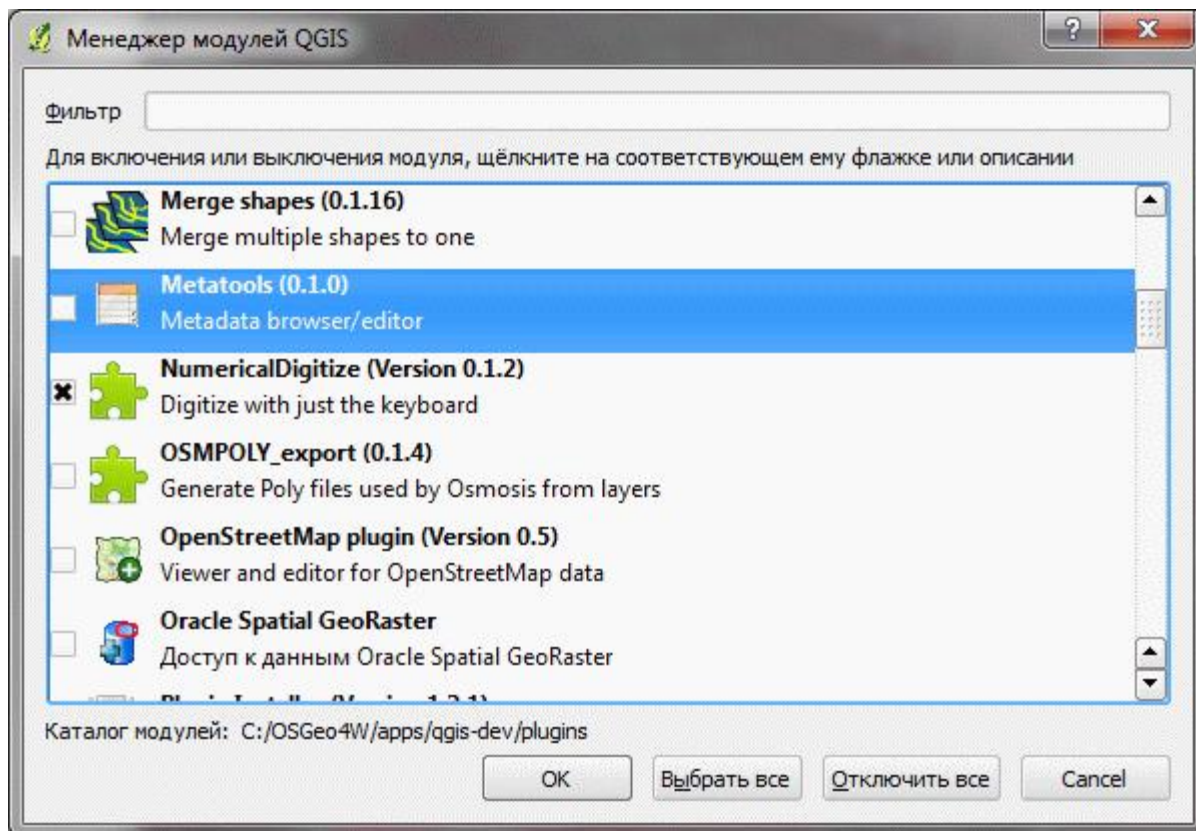 Менеджер модулей QGIS
?
Фильтр
Для включения или выключения модуля, щёлкните на соответствующем ему флажке или описании
Merge shapes (0.1.16)
Merge multiple shapes to one
Metatools (0.1.0)
Metadata browser/editor
NumericalDigitize (Version 0.1.2)
Digitize with just the keyboard
OSMPOLY_export (0.1.4)
Generate Poly files used by Osmosis from layers
OpenStreetMap plugin (Version 0.5)
Viewer and editor for OpenStreetMap data
Oracle Spatial GeoRaster
Доступ к данным Oracle Spatial GeoRaster
Каталог модулей: C:/OSGeo4W/apps/qgis-dev/plugins
OK
Выбрать все
Отключить все
Cancel